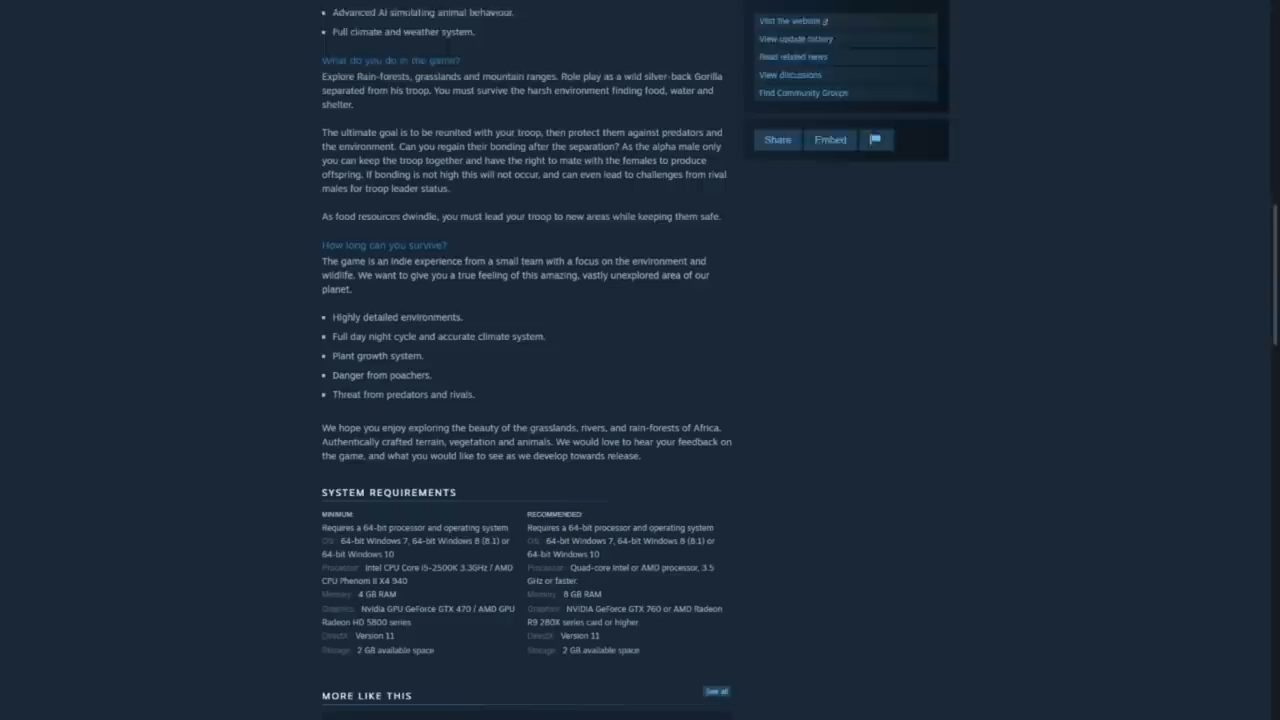 Advanced AI simulating animal behaviour.
Full climate and weather system.
What do you do in the game?
Explore Rain-forests, grasslands and mountain ranges. Role play as a wild silver-back Gorilla
separated from his troop. You must survive the harsh environment finding food, water and
shelter.
The ultimate goal is to be reunited with your troop, then protect them against predators and
the environment. Can you regain their bonding after the separation? As the alpha male only
you can keep the troop together and have the right to mate with the females to produce
offspring. If bonding is not high this will not occur, and can even lead to challenges from rival
males for troop leader status.
As food resources dwindle, you must lead your troop to new areas while keeping them safe.
How long can you survive?
The game is an Indie experience from a small team with a focus on the environment and
wildlife. We want to give you a true feeling of this amazing, vastly unexplored area of our
planet.
Highly detailed environments.
Full day night cycle and accurate climate system.
Plant growth system.
Danger from poachers.
Threat from predators and rivals.
We hope you enjoy exploring the beauty of the grasslands, rivers, and rain-forests of Africa.
Authentically crafted terrain, vegetation and animals. We would love to hear your feedback on
the game, and what you would like to see as we develop towards release.
SYSTEM REQUIREMENTS
MINIMUM:
Requires a 64-bit processor and operating system
OS: 64-bit Windows 7, 64-bit Windows 8 (8.1) or
64-bit Windows 10
Processor: Intel CPU Core i5-2500K 3.3GHz / AMD
CPU Phenom II X4 940
Memory: 4 GB RAM
Graphics: Nvidia GPU GeForce GTX 470 / AMD GPU
Radeon HD 5800 series
DirectX: Version 11
Storage: 2 GB available space
RECOMMENDED:
Requires a 64-bit processor and operating system
OS: 64-bit Windows 7, 64-bit Windows 8 (8.1) or
64-bit Windows 10
Processor: Quad-core Intel or AMD processor, 3.5
GHz or faster.
Memory: 8 GB RAM
Graphics: NVIDIA GeForce GTX 760 or AMD Radeon
R9 280X series card or higher
DirectX: Version 11
Storage: 2 GB available space
MORE LIKE THIS
See all
Visit the website
View update history
Read related news
View discussions
Find Community Groups
Share
Embed